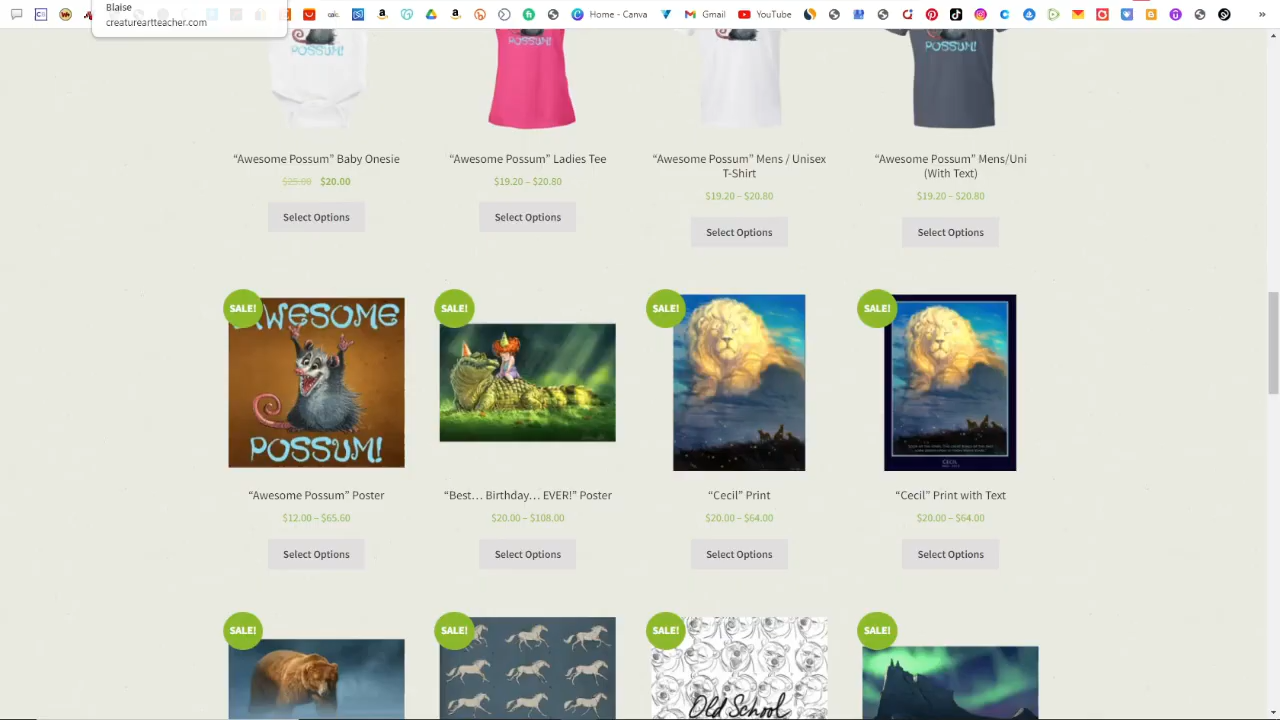 Blaise
creatureartteacher.com
Home - Canva
Gmail
YouTube
»
POSSUM!
POSSUM!
“Awesome Possum” Baby Onesie
“Awesome Possum” Ladies Tee
“Awesome Possum” Mens / Unisex
T-Shirt
“Awesome Possum” Mens/Uni
(With Text)
$25.00 $20.00
$19.20 – $20.80
$19.20 – $20.80
$19.20 – $20.80
Select Options
Select Options
Select Options
Select Options
SALE!
SALE!
SALE!
SALE!
AWESOME
POSSUM!
CECIL
“Awesome Possum” Poster
“Best… Birthday… EVER!” Poster
“Cecil” Print
“Cecil” Print with Text
$12.00 – $65.60
$20.00 – $108.00
$20.00 – $64.00
$20.00 – $64.00
Select Options
Select Options
Select Options
Select Options
SALE!
SALE!
SALE!
SALE!
Old School